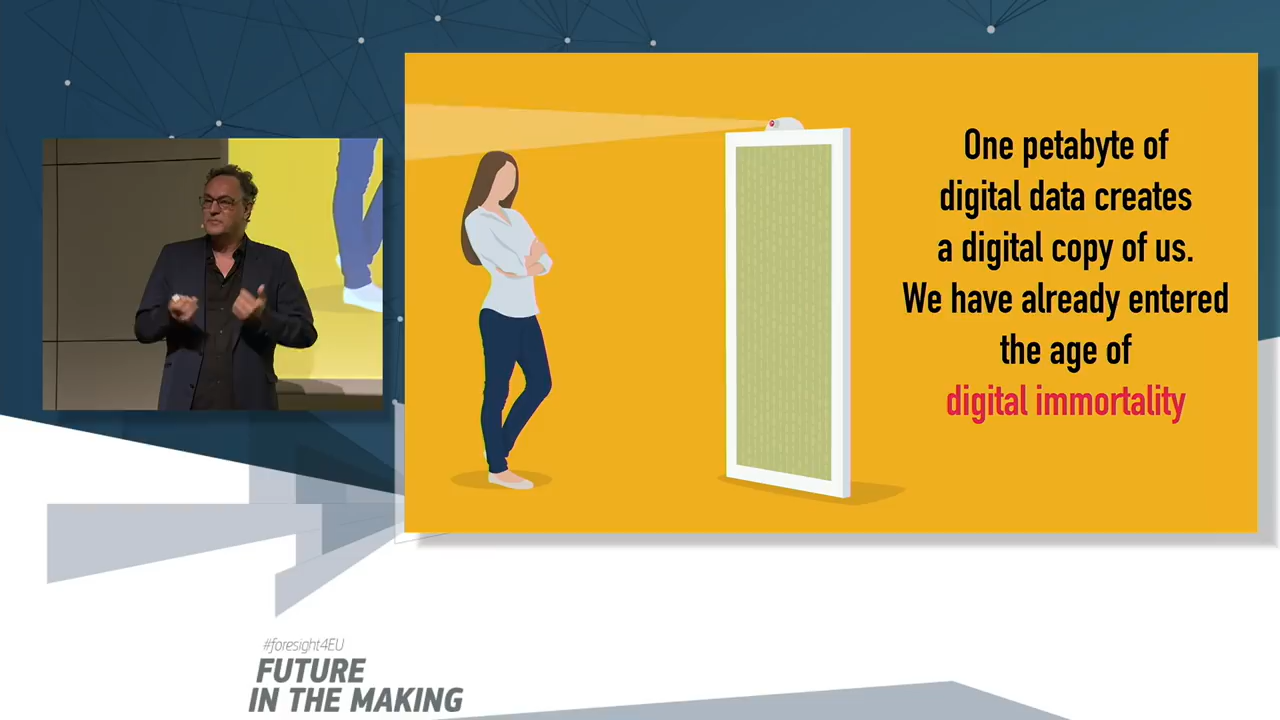 One petabyte of
digital data creates
a digital copy of us.
We have already entered
the age of
digital immortality
#foresight4EU
FUTURE
IN THE MAKING